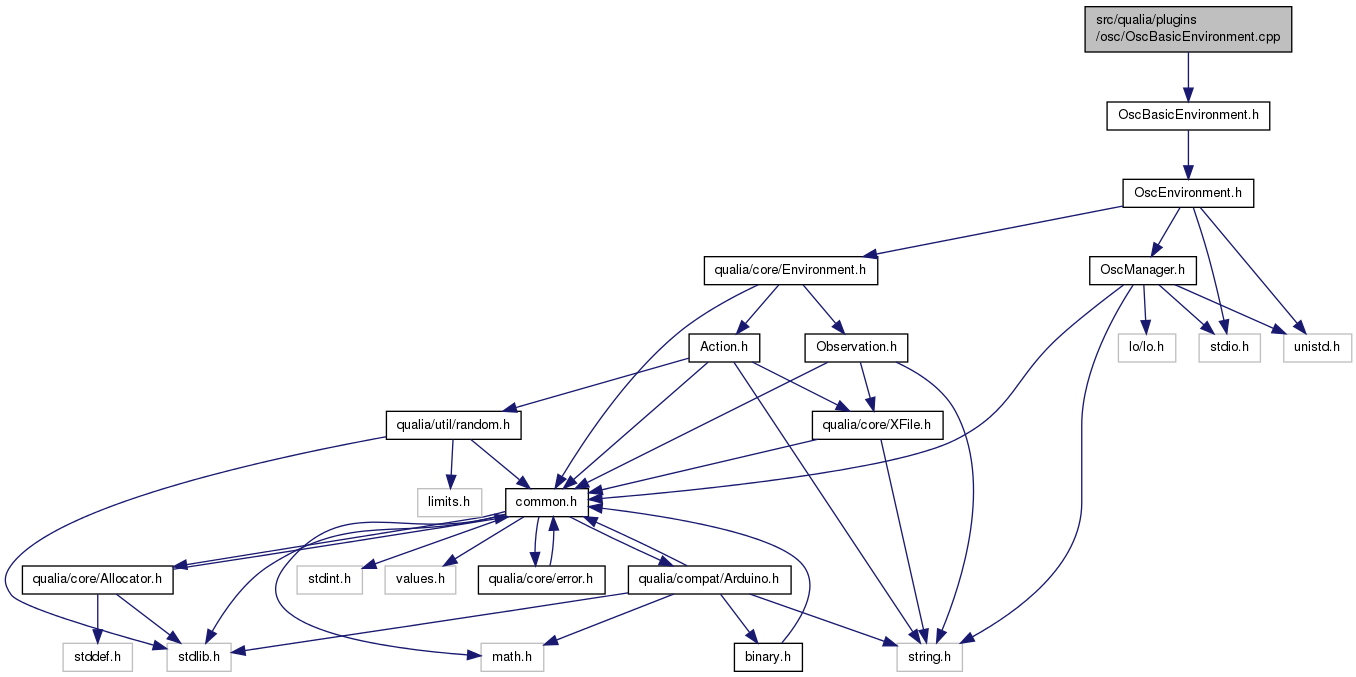 src/qualia/plugins
/osc/OscBasicEnvironment.cpp
OscBasicEnvironment.h
OscEnvironment.h
qualia/core/Environment.h
OscManager.h
Action.h
Observation.h
lo/lo.h
stdio.h
unistd.h
qualia/util/random.h
qualia/core/XFile.h
limits.h
common.h
qualia/core/Allocator.h
stdint.h
values.h
qualia/core/error.h
qualia/compat/Arduino.h
stddef.h
stdlib.h
math.h
binary.h
string.h